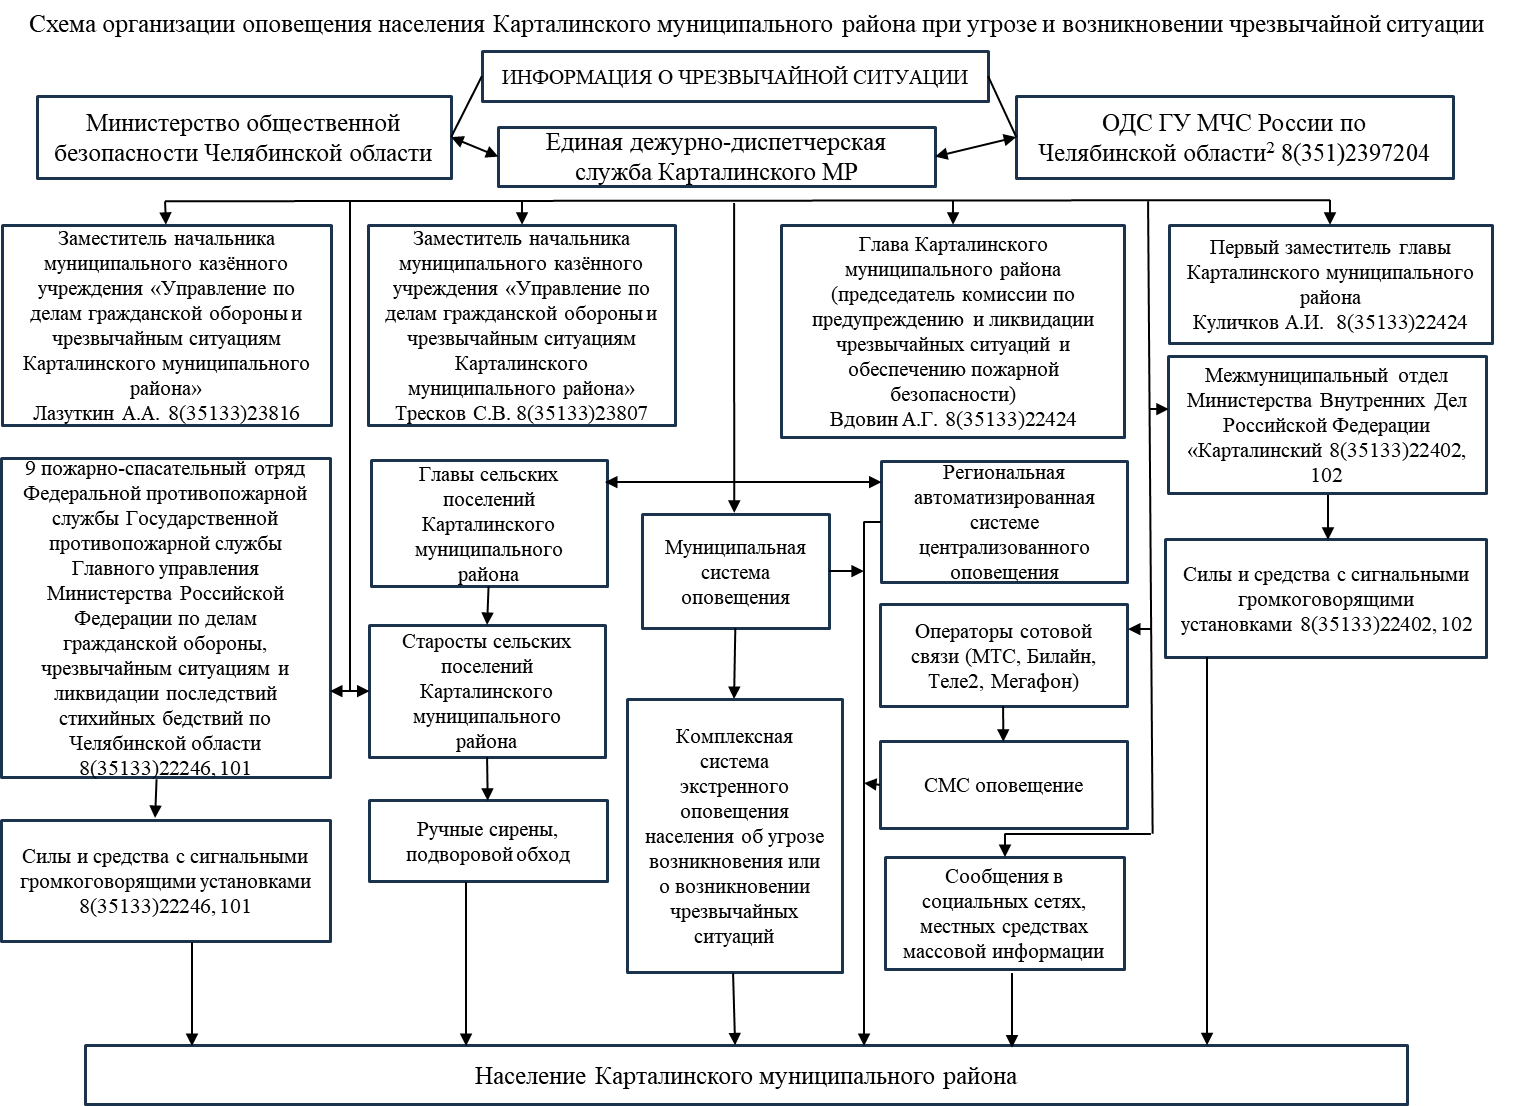 Схема организации оповещения населения Карталинского муниципального района при угрозе и возникновении чрезвычайной ситуации
ИНФОРМАЦИЯ О ЧРЕЗВЫЧАЙНОЙ СИТУАЦИИ
Министерство общественной
безопасности Челябинской области
Единая дежурно-диспетчерская
служба Карталинского МР
ОДС ГУ МЧС России по
Челябинской области² 8(351)2397204
Заместитель начальника
муниципального казённого
учреждения «Управление по
делам гражданской обороны и
чрезвычайным ситуациям
Карталинского муниципального
района»
Лазуткин А.А. 8(35133)23816
Заместитель начальника
муниципального казённого
учреждения «Управление по
делам гражданской обороны и
чрезвычайным ситуациям
Карталинского
муниципального района»
Тресков С.В. 8(35133)23807
Глава Карталинского
муниципального района
(председатель комиссии по
предупреждению и ликвидации
чрезвычайных ситуаций и
обеспечению пожарной
безопасности)
Вдовин А.Г. 8(35133)22424
Первый заместитель главы
Карталинского муниципального
района
Куличков А.И. 8(35133)22424
Межмуниципальный отдел
Министерства Внутренних Дел
Российской Федерации
«Карталинский 8(35133)22402,
102
9 пожарно-спасательный отряд
Федеральной противопожарной
службы Государственной
противопожарной службы
Главного управления
Министерства Российской
Федерации по делам
гражданской обороны,
чрезвычайным ситуациям и
ликвидации последствий
стихийных бедствий по
Челябинской области
8(35133)22246, 101
Главы сельских
поселений
Карталинского
муниципального
района
Муниципальная
система
оповещения
Региональная
автоматизированная
системе
централизованного
оповещения
Силы и средства с сигнальными
громкоговорящими
установками 8(35133)22402, 102
Операторы сотовой
связи (МТС, Билайн,
Теле2, Мегафон)
Старосты сельских
поселений
Карталинского
муниципального
района
Комплексная
система
экстренного
оповещения
населения об угрозе
возникновения или
о возникновении
чрезвычайных
ситуаций
СМС оповещение
Ручные сирены,
подворовой обход
Силы и средства с сигнальными
громкоговорящими установками
8(35133)22246, 101
Сообщения в
социальных сетях,
местных средствах
массовой информации
Население Карталинского муниципального района